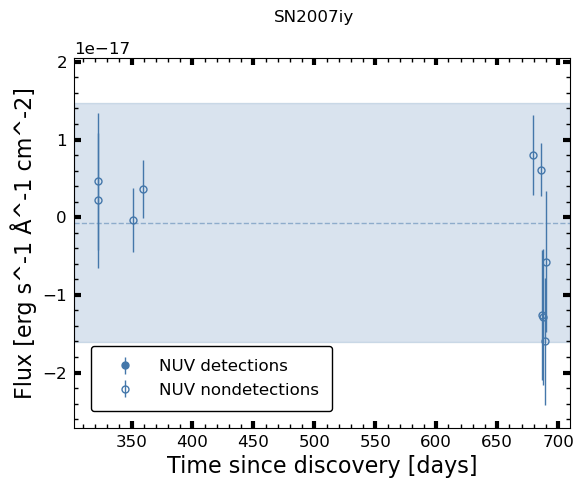 SN2007iy
1e−17
2
1
0
−1
−2
Flux [erg s^-1 Å^-1 cm^-2]
NUV detections
NUV nondetections
350 400 450 500 550 600 650 700
Time since discovery [days]